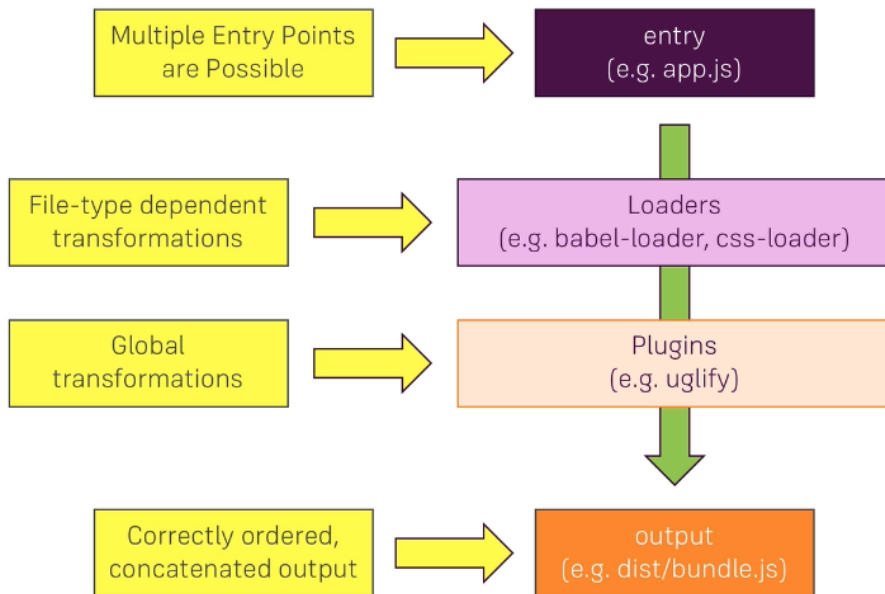 Multiple Entry Points
are Possible
entry
(e.g. app.js)
File-type dependent
transformations
Loaders
(e.g. babel-loader, css-loader)
Global
transformations
Plugins
(e.g. uglify)
Correctly ordered,
concatenated output
output
(e.g. dist/bundle.js)